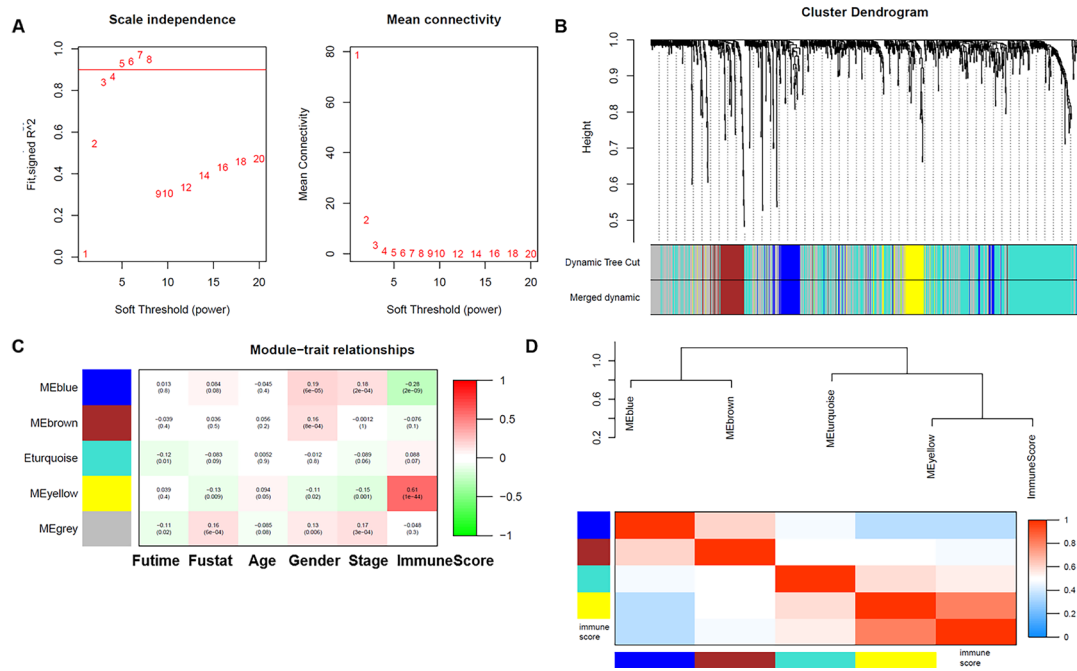 A
Scale independence
Fit,signed R^2
0.0
0.2
0.4
0.6
0.8
1.0
1
2
3
4
5
6
7
8
9
10
12
14
16
18
20
5
10
15
20
Soft Threshold (power)
Mean connectivity
Mean Connectivity
0
20
40
60
80
1
2
3
4
5
6
7
8
9
10
12
14
16
18
20
5
10
15
20
Soft Threshold (power)
B
Cluster Dendrogram
Height
1.0
0.9
0.8
0.7
0.6
0.5
Dynamic Tree Cut
Merged dynamic
C
Module−trait relationships
MEblue
0.013 0.084 −0.045 0.19 0.18 −0.28
(0.8) (0.08) (0.4) (6e−05) (2e−04) (2e−09)
MEbrown
−0.039 0.036 0.056 0.16 −0.0012 −0.076
(0.4) (0.5) (0.2) (6e−04) (1) (0.1)
Eturquoise
−0.12 −0.083 0.0052 −0.012 −0.089 0.088
(0.01) (0.09) (0.9) (0.8) (0.06) (0.07)
MEyellow
0.039 −0.13 0.094 −0.11 −0.15 0.61
(0.4) (0.009) (0.05) (0.02) (0.001) (1e−44)
MEgrey
−0.11 0.16 −0.085 0.13 0.17 −0.048
(0.02) (6e−04) (0.08) (0.006) (3e−04) (0.3)
Futime Fustat Age Gender Stage ImmuneScore
1
0.5
0
−0.5
−1
D
0.2
0.6
1.0
MEblue
MEbrown
MEturquoise
MEyellow
ImmuneScore
immune
score
immune
score
1
0.8
0.6
0.4
0.2
0